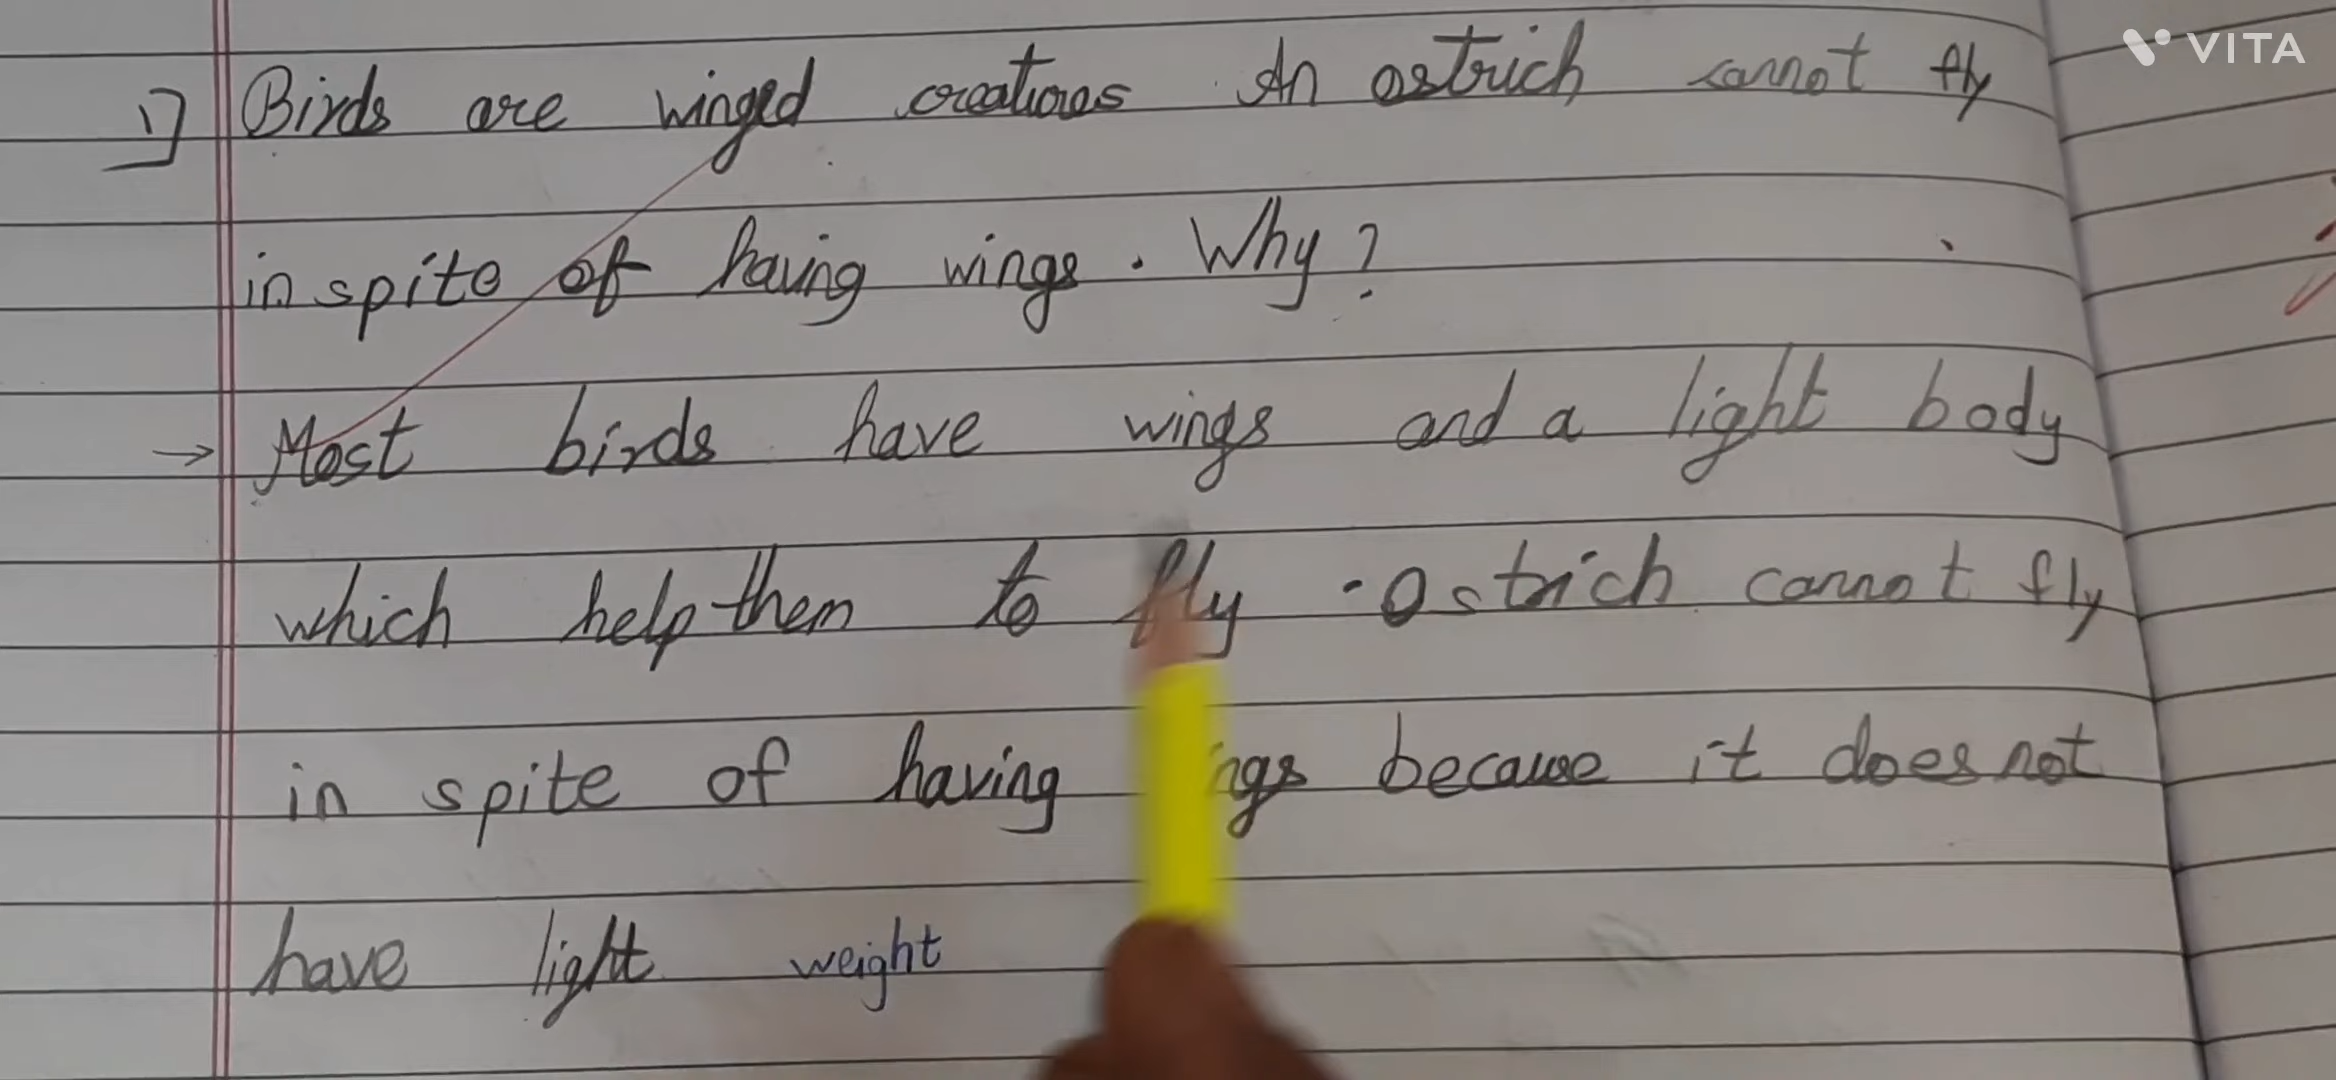 VITA
1] Birds are winged creations An ostrich cannot fly
in spite of having wings. Why?
→ Most birds have wings and a light body
which help them to fly . Ostrich cannot fly
in spite of having ings because it does not
have light weight